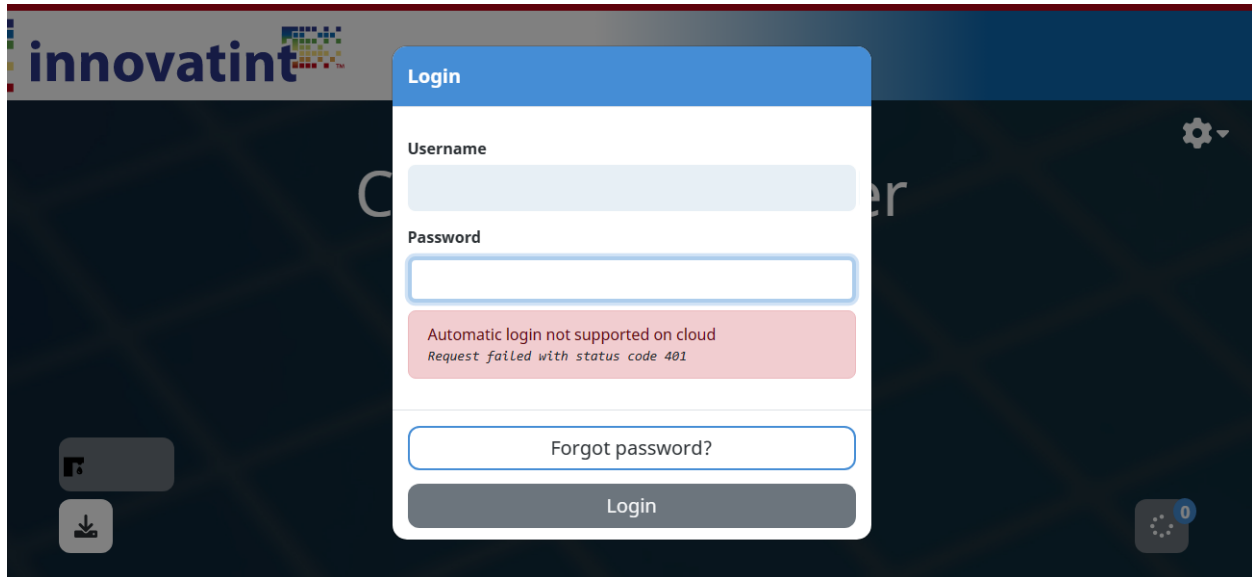 innovatint™
Login
Username
Password
Automatic login not supported on cloud
Request failed with status code 401
Forgot password?
Login
0